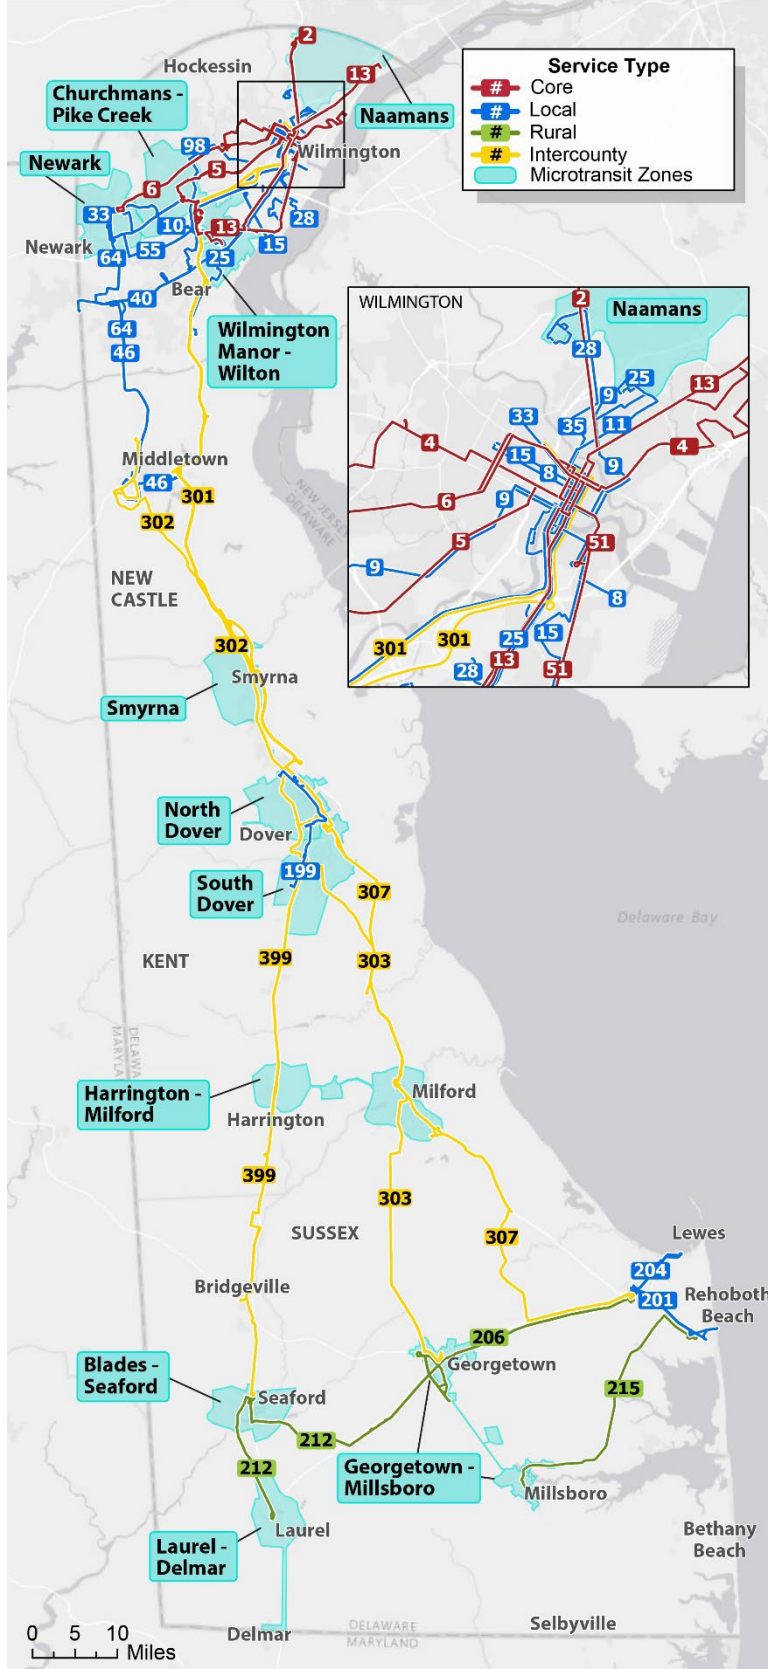 2
Hockessin
13
Service Type
# Core
# Local
# Rural
# Intercounty
Microtransit Zones
Churchmans -
Pike Creek
Naamans
98
Wilmington
Newark
5
6
33
10
13
28
Newark
55
15
64
25
Bear
40
64
46
Wilmington
Manor -
Wilton
WILMINGTON
2
Naamans
28
25
13
9
33
35
11
4
4
15
8
9
6
9
5
51
9
8
301
301
25
15
13
28
51
Middletown
46
301
302
NEW JERSEY
DELAWARE
NEW
CASTLE
302
Smyrna
Smyrna
North
Dover
Dover
199
South
Dover
307
Delaware Bay
399
303
KENT
DELAWARE
MARYLAND
Harrington -
Milford
Milford
Harrington
399
303
SUSSEX
307
Lewes
204
Bridgeville
201
Rehoboth
Beach
206
Blades -
Seaford
Georgetown
215
Seaford
212
212
Georgetown -
Millsboro
Millsboro
Laurel
Laurel -
Delmar
Bethany
Beach
0 5 10
Miles
Delmar
DELAWARE
MARYLAND
Selbyville